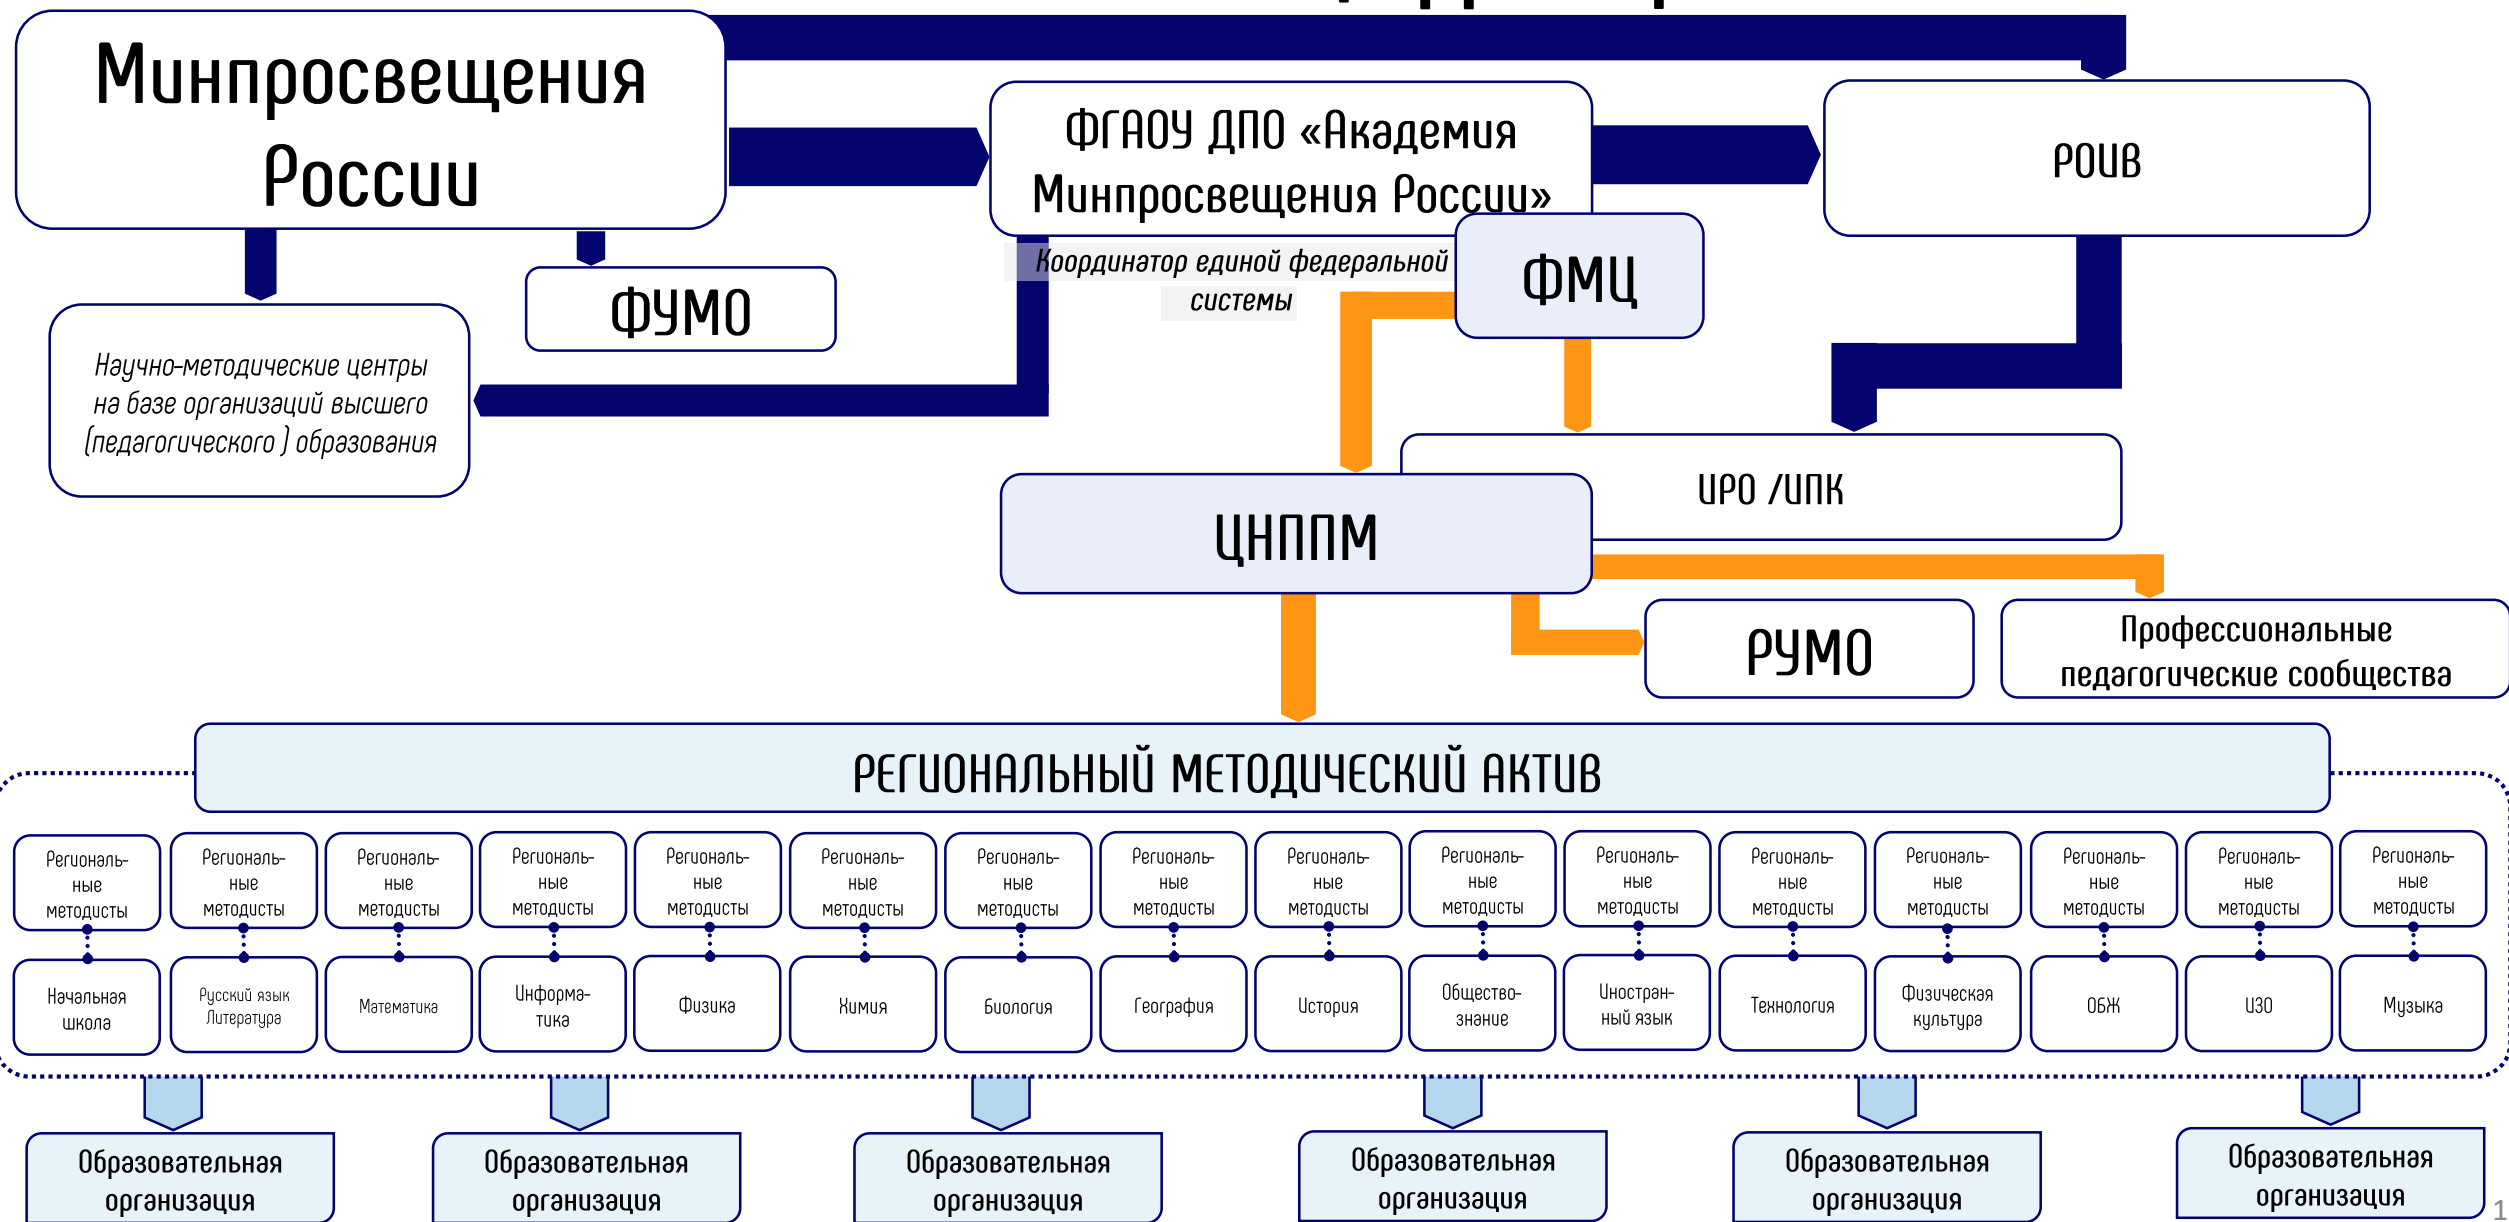 Минпросвещения
России
ФГАОУ ДПО «Академия
Минпросвещения России»
РОИВ
Координатор единой федеральной
системы
ФМЦ
ФУМО
Научно-методические центры
на базе организаций высшего
(педагогического ) образования
ИРО /ИПК
ЦНППМ
РУМО
Профессиональные
педагогические сообщества
РЕГИОНАЛЬНЫЙ МЕТОДИЧЕСКИЙ АКТИВ
Региональ-
ные
методисты
Региональ-
ные
методисты
Региональ-
ные
методисты
Региональ-
ные
методисты
Региональ-
ные
методисты
Региональ-
ные
методисты
Региональ-
ные
методисты
Региональ-
ные
методисты
Региональ-
ные
методисты
Региональ-
ные
методисты
Региональ-
ные
методисты
Региональ-
ные
методисты
Региональ-
ные
методисты
Региональ-
ные
методисты
Региональ-
ные
методисты
Региональ-
ные
методисты
Начальная
школа
Русский язык
Литература
Математика
Информа-
тика
Физика
Химия
Биология
География
История
Общество-
знание
Иностран-
ный язык
Технология
Физическая
культура
ОБЖ
ИЗО
Музыка
Образовательная
организация
Образовательная
организация
Образовательная
организация
Образовательная
организация
Образовательная
организация
Образовательная
организация
1